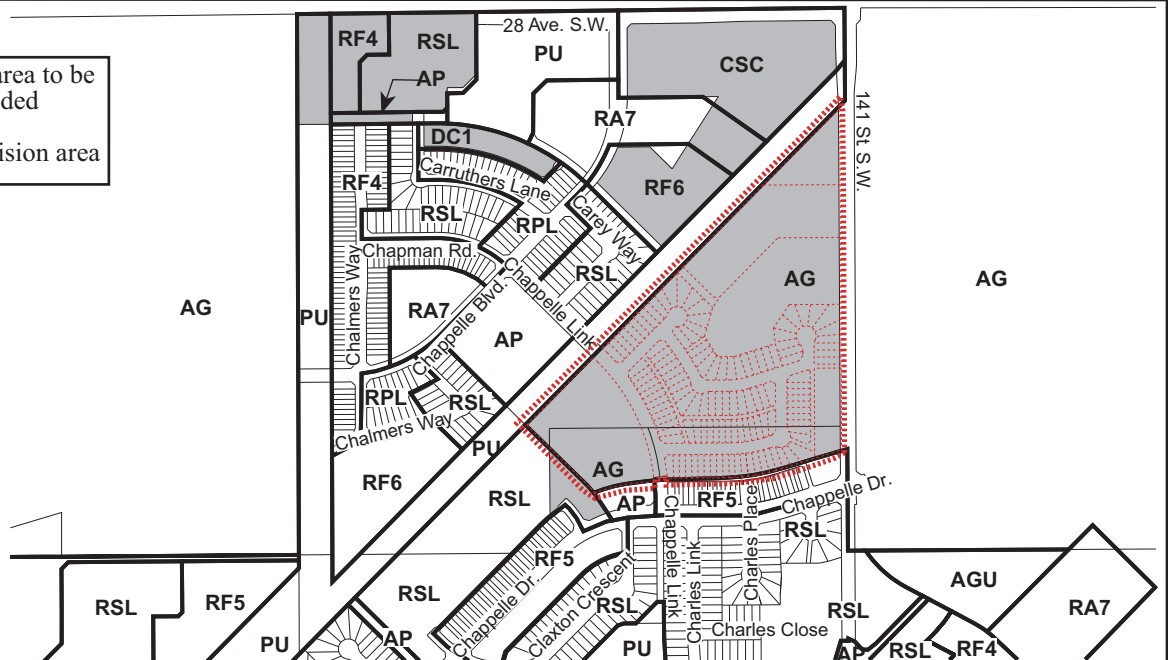 28 Ave. S.W.
RF4
RSL
PU
CSC
area to be
AP
141 St S.W.
RA7
DC1
ision area
Carruthers Lane
RF4
RF6
RSL
RPL
Carey Way
Chapman Rd.
RSL
AG
AG
AG
Chalmers Way
PU
Chappelle Link
RA7
Chappelle Blvd.
AP
RPL
RSL
Chalmers Way
PU
AG
RF6
RSL
AP
RF5
Chappelle Dr.
RSL
Chappelle Link
Charles Link
Charles Place
RF5
Chappelle Dr.
Claxton Crescent
RSL
RSL
AGU
RSL
RF5
RSL
RA7
PU
AP
PU
Charles Close
AP
RSL
RF4